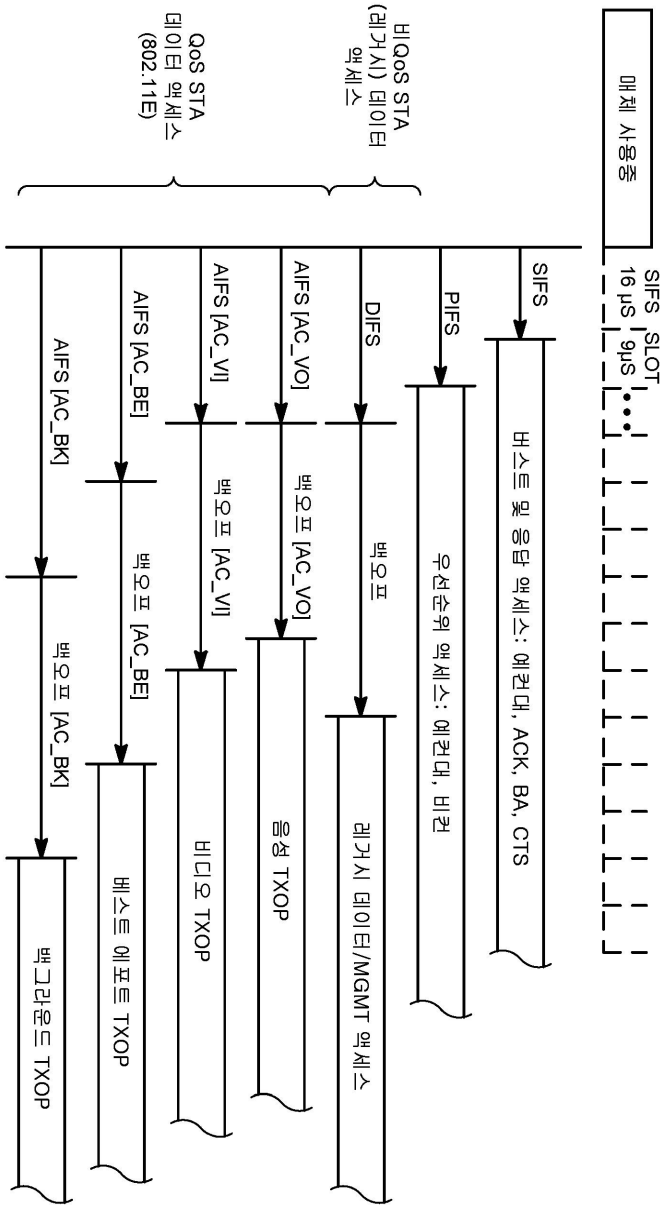 매체 사용중
SIFS
16 µS
SLOT
9µS
SIFS
버스트 및 응답 액세스: 예컨대, ACK, BA, CTS
PIFS
우선순위 액세스: 예컨대, 비컨
비QoS STA
(레거시) 데이터
액세스
DIFS
백오프
레거시 데이터/MGMT 액세스
QoS STA
데이터 액세스
(802.11E)
AIFS [AC_VO]
백오프 [AC_VO]
음성 TXOP
AIFS [AC_VI]
백오프 [AC_VI]
비디오 TXOP
AIFS [AC_BE]
백오프 [AC_BE]
베스트 에포트 TXOP
AIFS [AC_BK]
백오프 [AC_BK]
백그라운드 TXOP